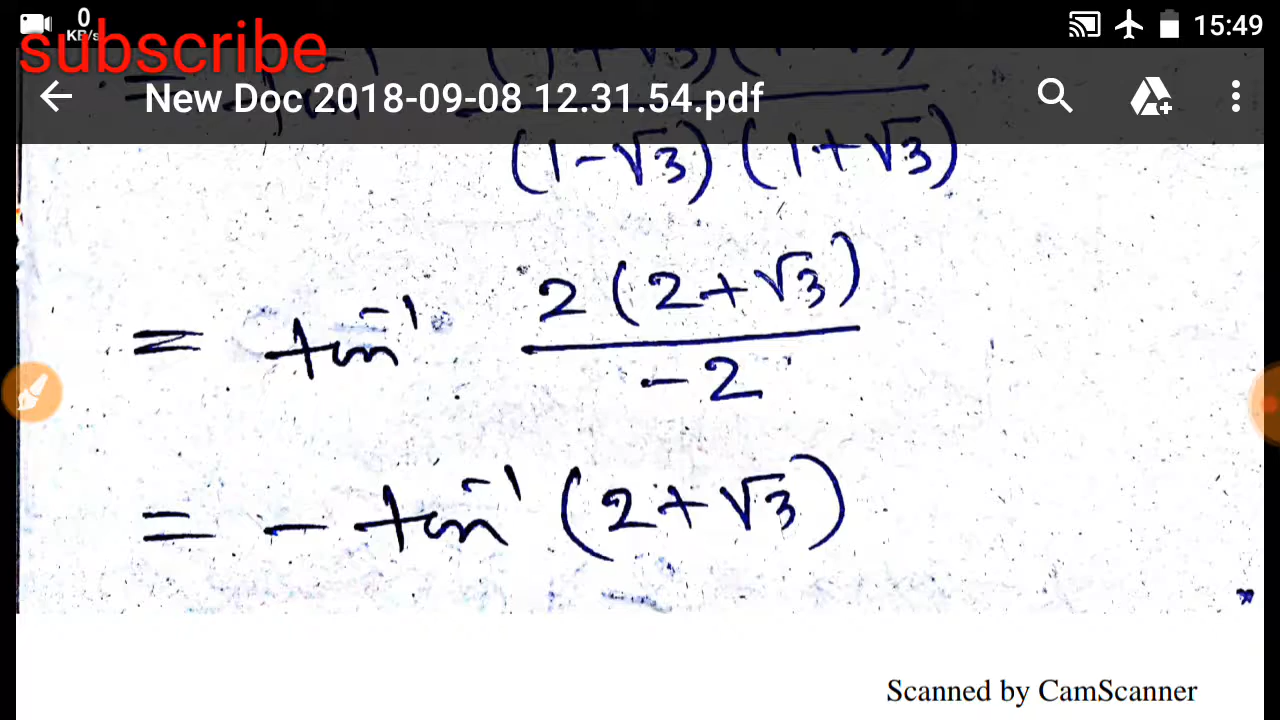 0
KB/s
15:49
subscribe
New Doc 2018-09-08 12.31.54.pdf
(1-√3) (1+√3)
= tan⁻¹ 2(2+√3)
-2
= - tan⁻¹ (2+√3)
Scanned by CamScanner